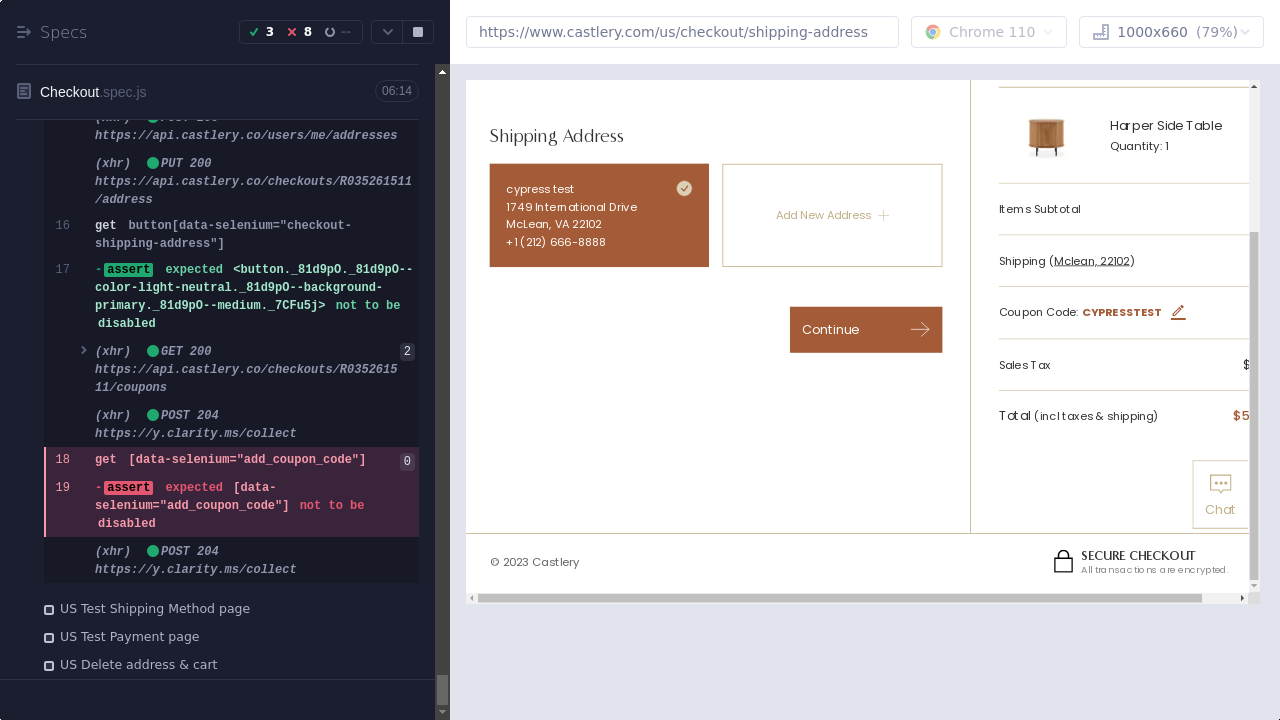 Specs
3
8
--
Checkout.spec.js
06:14
(xhr) POST 200
https://api.castlery.co/users/me/addresses
(xhr) PUT 200
https://api.castlery.co/checkouts/R035261511
/address
16 get button[data-selenium="checkout-
shipping-address"]
17 -assert expected <button._81d9pO._81d9pO--
color-light-neutral._81d9pO--background-
primary._81d9pO--medium._7CFu5j> not to be
disabled
(xhr) GET 200 2
https://api.castlery.co/checkouts/R0352615
11/coupons
(xhr) POST 204
https://y.clarity.ms/collect
18 get [data-selenium="add_coupon_code"] 0
19 -assert expected [data-
selenium="add_coupon_code"] not to be
disabled
(xhr) POST 204
https://y.clarity.ms/collect
US Test Shipping Method page
US Test Payment page
US Delete address & cart
https://www.castlery.com/us/checkout/shipping-address
Chrome 110
1000x660 (79%)
Shipping Address
cypress test
1749 International Drive
McLean, VA 22102
+1 (212) 666-8888
Add New Address
Continue
Harper Side Table
Quantity: 1
Items Subtotal
Shipping (Mclean, 22102)
Coupon Code: CYPRESSTEST
Sales Tax $
Total (incl taxes & shipping) $5
Chat
© 2023 Castlery
SECURE CHECKOUT
All transactions are encrypted.